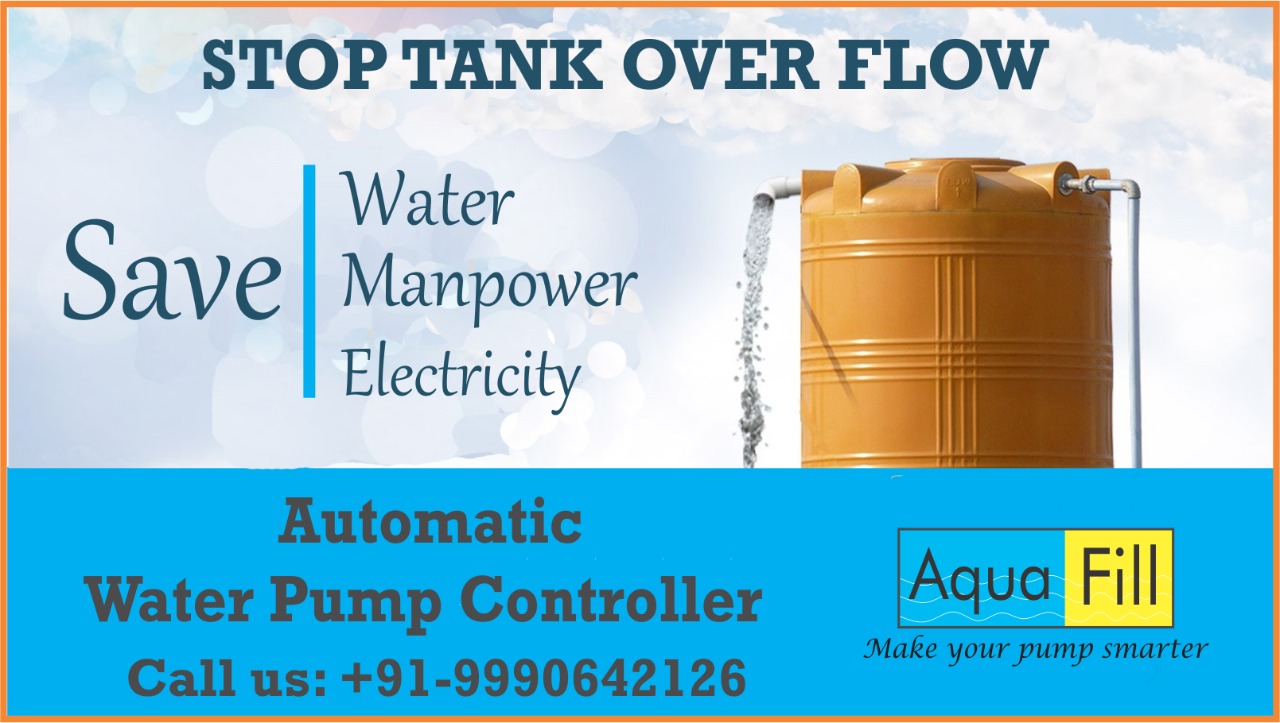 STOP TANK OVER FLOW
Save
Water
Manpower
Electricity
Automatic
Water Pump Controller
Call us: +91-9990642126
Aqua Fill
Make your pump smarter